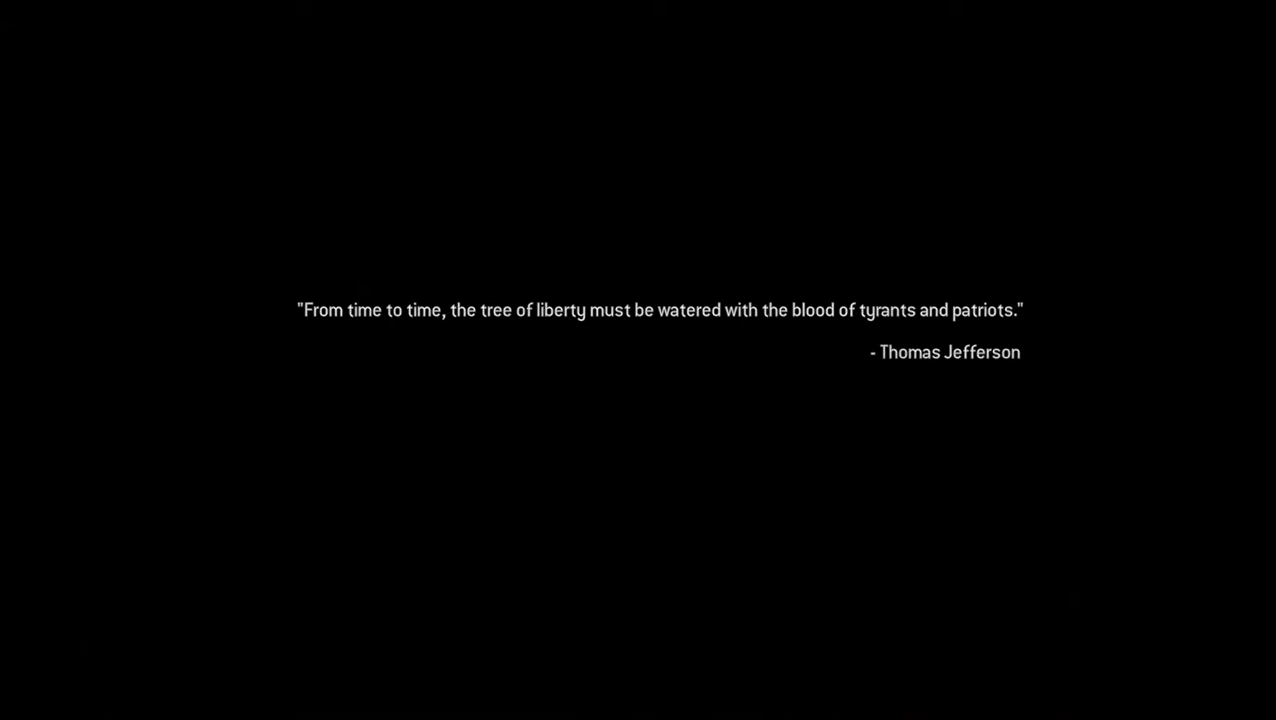 "From time to time, the tree of liberty must be watered with the blood of tyrants and patriots."
- Thomas Jefferson